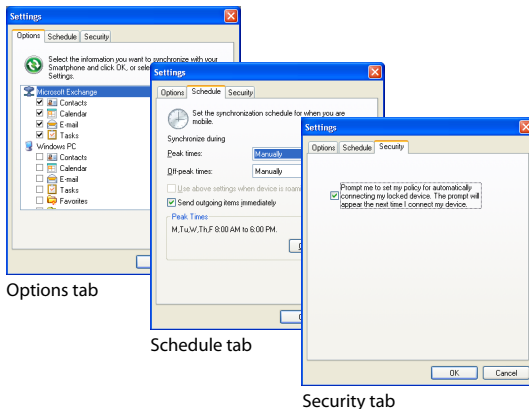 Settings
Options Schedule Security
Select the information you want to synchronize with your
Smartphone and click OK, or sele
Settings.
Microsoft Exchange
Contacts
Calendar
E-mail
Tasks
Windows PC
Contacts
Calendar
E-mail
Tasks
Favorites
Options tab
Settings
Options Schedule Security
Set the synchronization schedule for when you are
mobile.
Synchronize during
Peak times: Manually
Off-peak times: Manually
Use above settings when device is roam
Send outgoing items immediately
Peak Times
M,Tu,W,Th,F 8:00 AM to 6:00 PM.
Schedule tab
Settings
Options Schedule Security
Prompt me to set my policy for automatically
connecting my locked device. The prompt will
appear the next time I connect my device.
OK Cancel
Security tab